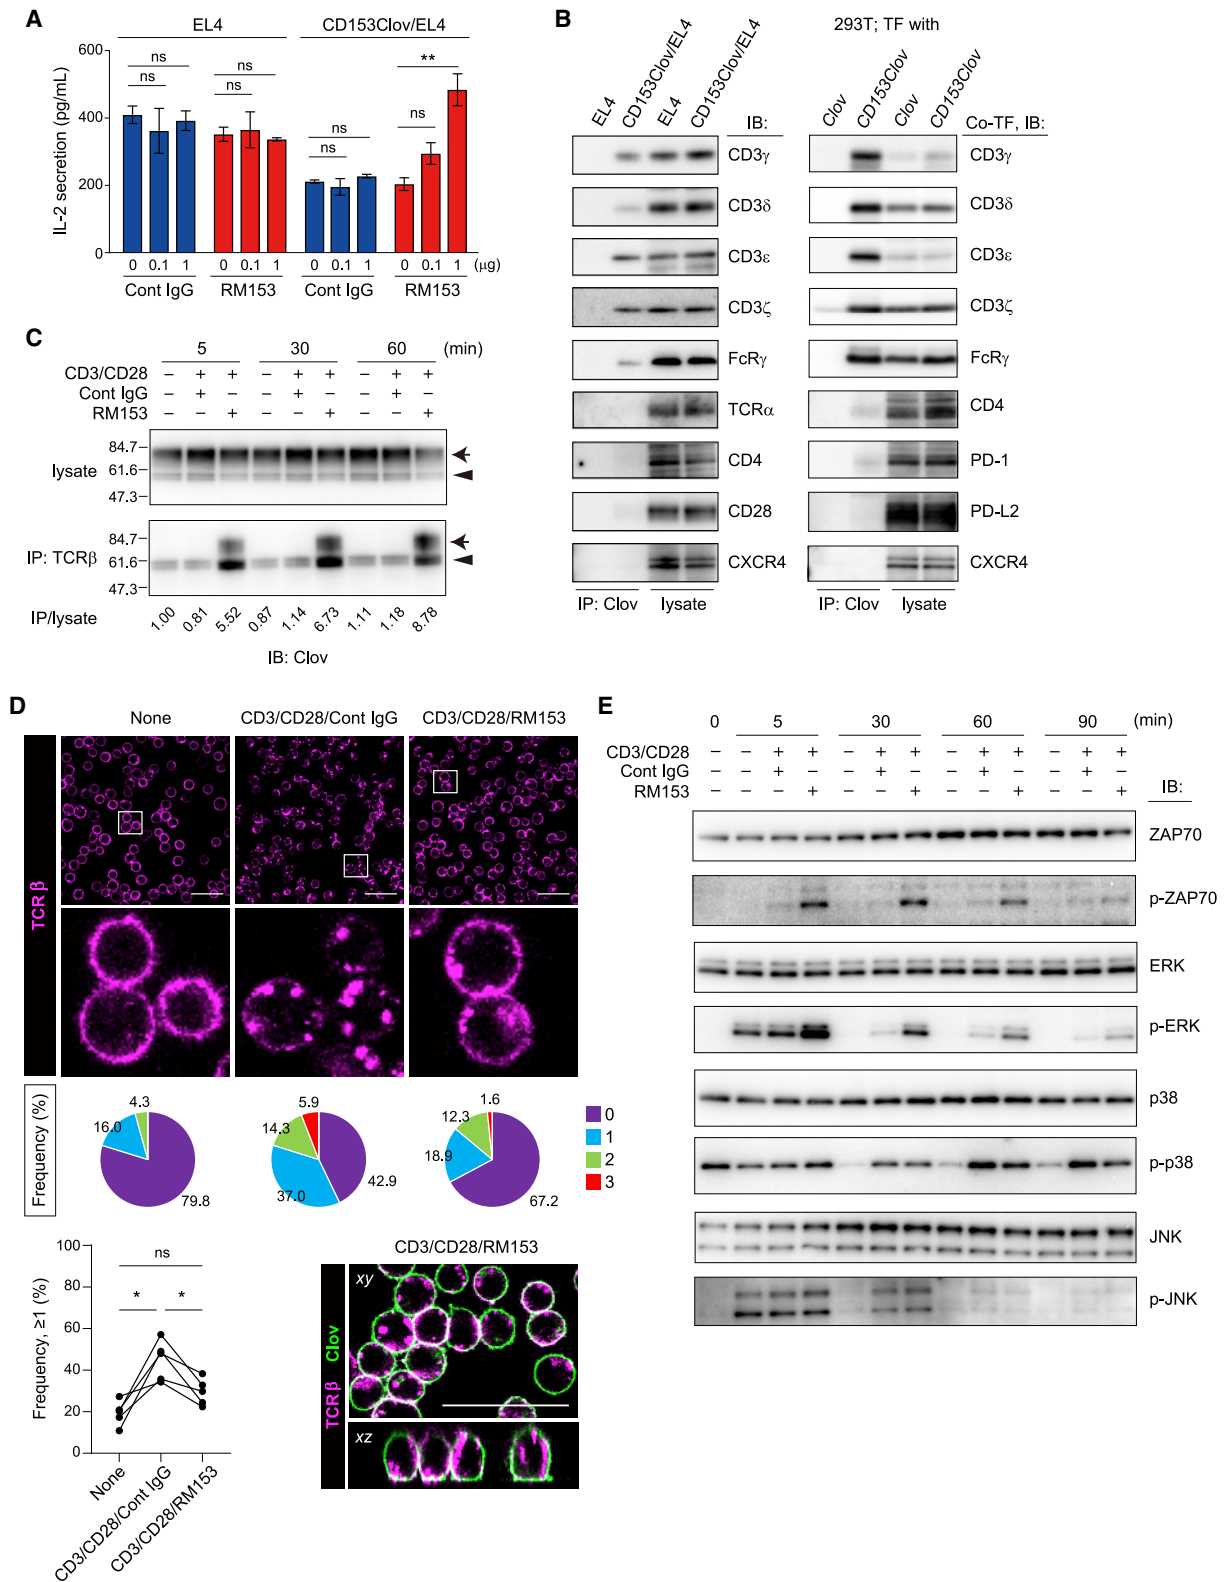 A
EL4 CD153Clov/EL4
IL-2 secretion (pg/mL)
600
400
200
0
ns
ns
ns
ns
ns
ns
**
ns
0 0.1 1 0 0.1 1 0 0.1 1 0 0.1 1 (μg)
Cont IgG RM153 Cont IgG RM153
B
EL4 CD153Clov/EL4 EL4 CD153Clov/EL4
IB:
CD3γ
CD3δ
CD3ε
CD3ζ
FcRγ
TCRα
CD4
CD28
CXCR4
IP: Clov lysate
293T; TF with
Clov CD153Clov Clov CD153Clov
Co-TF, IB:
CD3γ
CD3δ
CD3ε
CD3ζ
FcRγ
CD4
PD-1
PD-L2
CXCR4
IP: Clov lysate
C
5 30 60 (min)
CD3/CD28 – + + – + + – + +
Cont IgG – + – – + – – + –
RM153 – – + – – + – – +
lysate
84.7
61.6
47.3
IP: TCRβ
84.7
61.6
47.3
IP/lysate 1.00 0.81 5.52 0.87 1.14 6.73 1.11 1.18 8.78
IB: Clov
D
None CD3/CD28/Cont IgG CD3/CD28/RM153
TCRβ
Frequency (%)
4.3
16.0
79.8
5.9
14.3
37.0
42.9
1.6
12.3
18.9
67.2
0
1
2
3
Frequency, ≥1 (%)
100
80
60
40
20
0
ns
* *
None
CD3/CD28/Cont IgG
CD3/CD28/RM153
CD3/CD28/RM153
TCRβ Clov
xy
xz
E
0 5 30 60 90 (min)
CD3/CD28 – – + + – + + – + + – + +
Cont IgG – – + – – + – – + – – + –
RM153 – – – + – – + – – + – – +
IB:
ZAP70
p-ZAP70
ERK
p-ERK
p38
p-p38
JNK
p-JNK